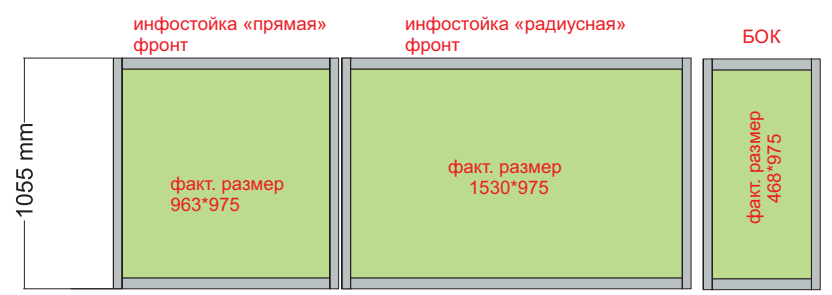 инфостойка «прямая»
фронт
инфостойка «радиусная»
фронт
БОК
1055 mm
факт. размер
963*975
факт. размер
1530*975
факт. размер
468*975